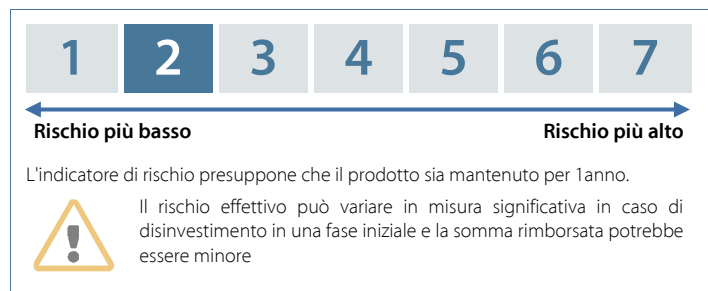 1 2 3 4 5 6 7
Rischio più basso Rischio più alto
L'indicatore di rischio presuppone che il prodotto sia mantenuto per 1anno.
Il rischio effettivo può variare in misura significativa in caso di
disinvestimento in una fase iniziale e la somma rimborsata potrebbe
essere minore